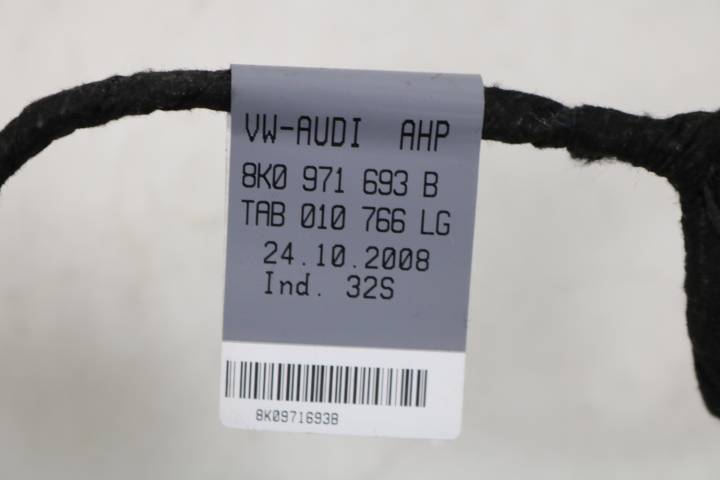 VW-AUDI AHP
8K0 971 693 B
TAB 010 766 LG
24.10.2008
Ind. 32S
8K0971693B